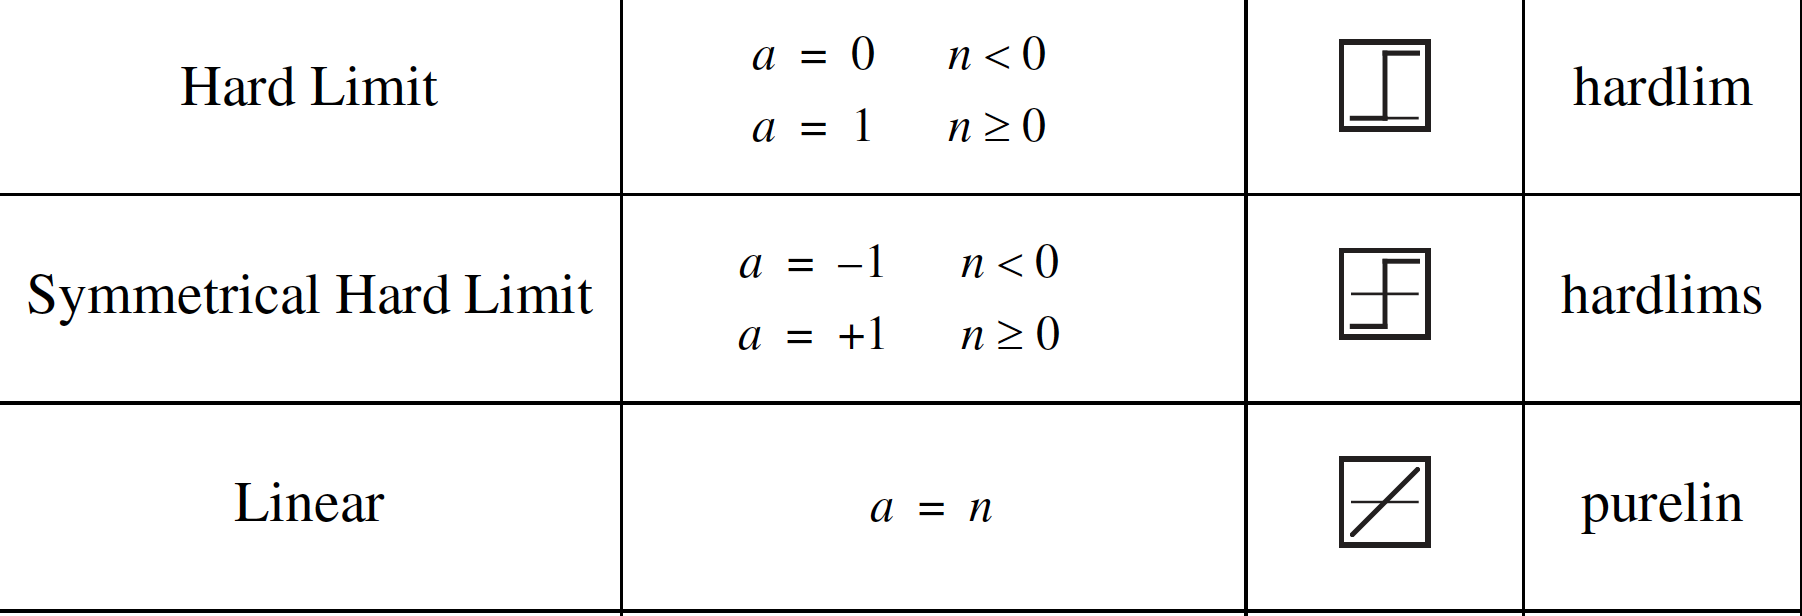 Hard Limit
a = 0 n < 0
a = 1 n ≥ 0
hardlim
Symmetrical Hard Limit
a = –1 n < 0
a = +1 n ≥ 0
hardlims
Linear
a = n
purelin